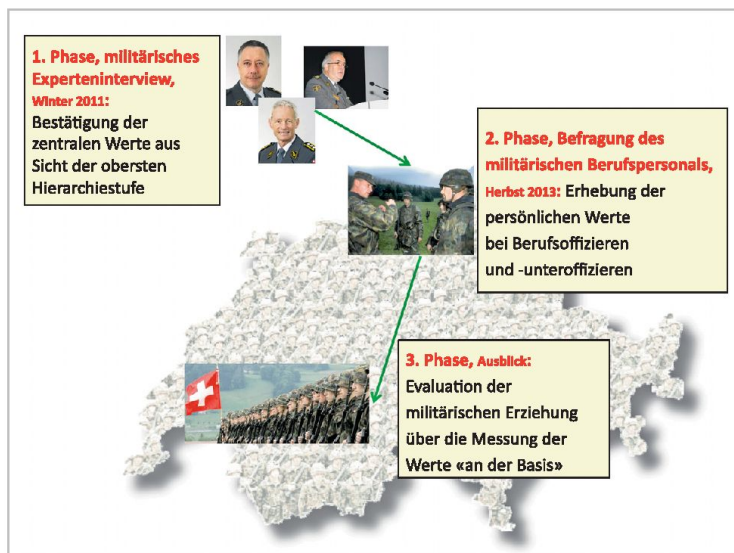 1. Phase, militärisches
Experteninterview,
Winter 2011:
Bestätigung der
zentralen Werte aus
Sicht der obersten
Hierarchiestufe
2. Phase, Befragung des
militärischen Berufspersonals,
Herbst 2013: Erhebung der
persönlichen Werte
bei Berufsoffizieren
und -unteroffizieren
3. Phase, Ausblick:
Evaluation der
militärischen Erziehung
über die Messung der
Werte «an der Basis»